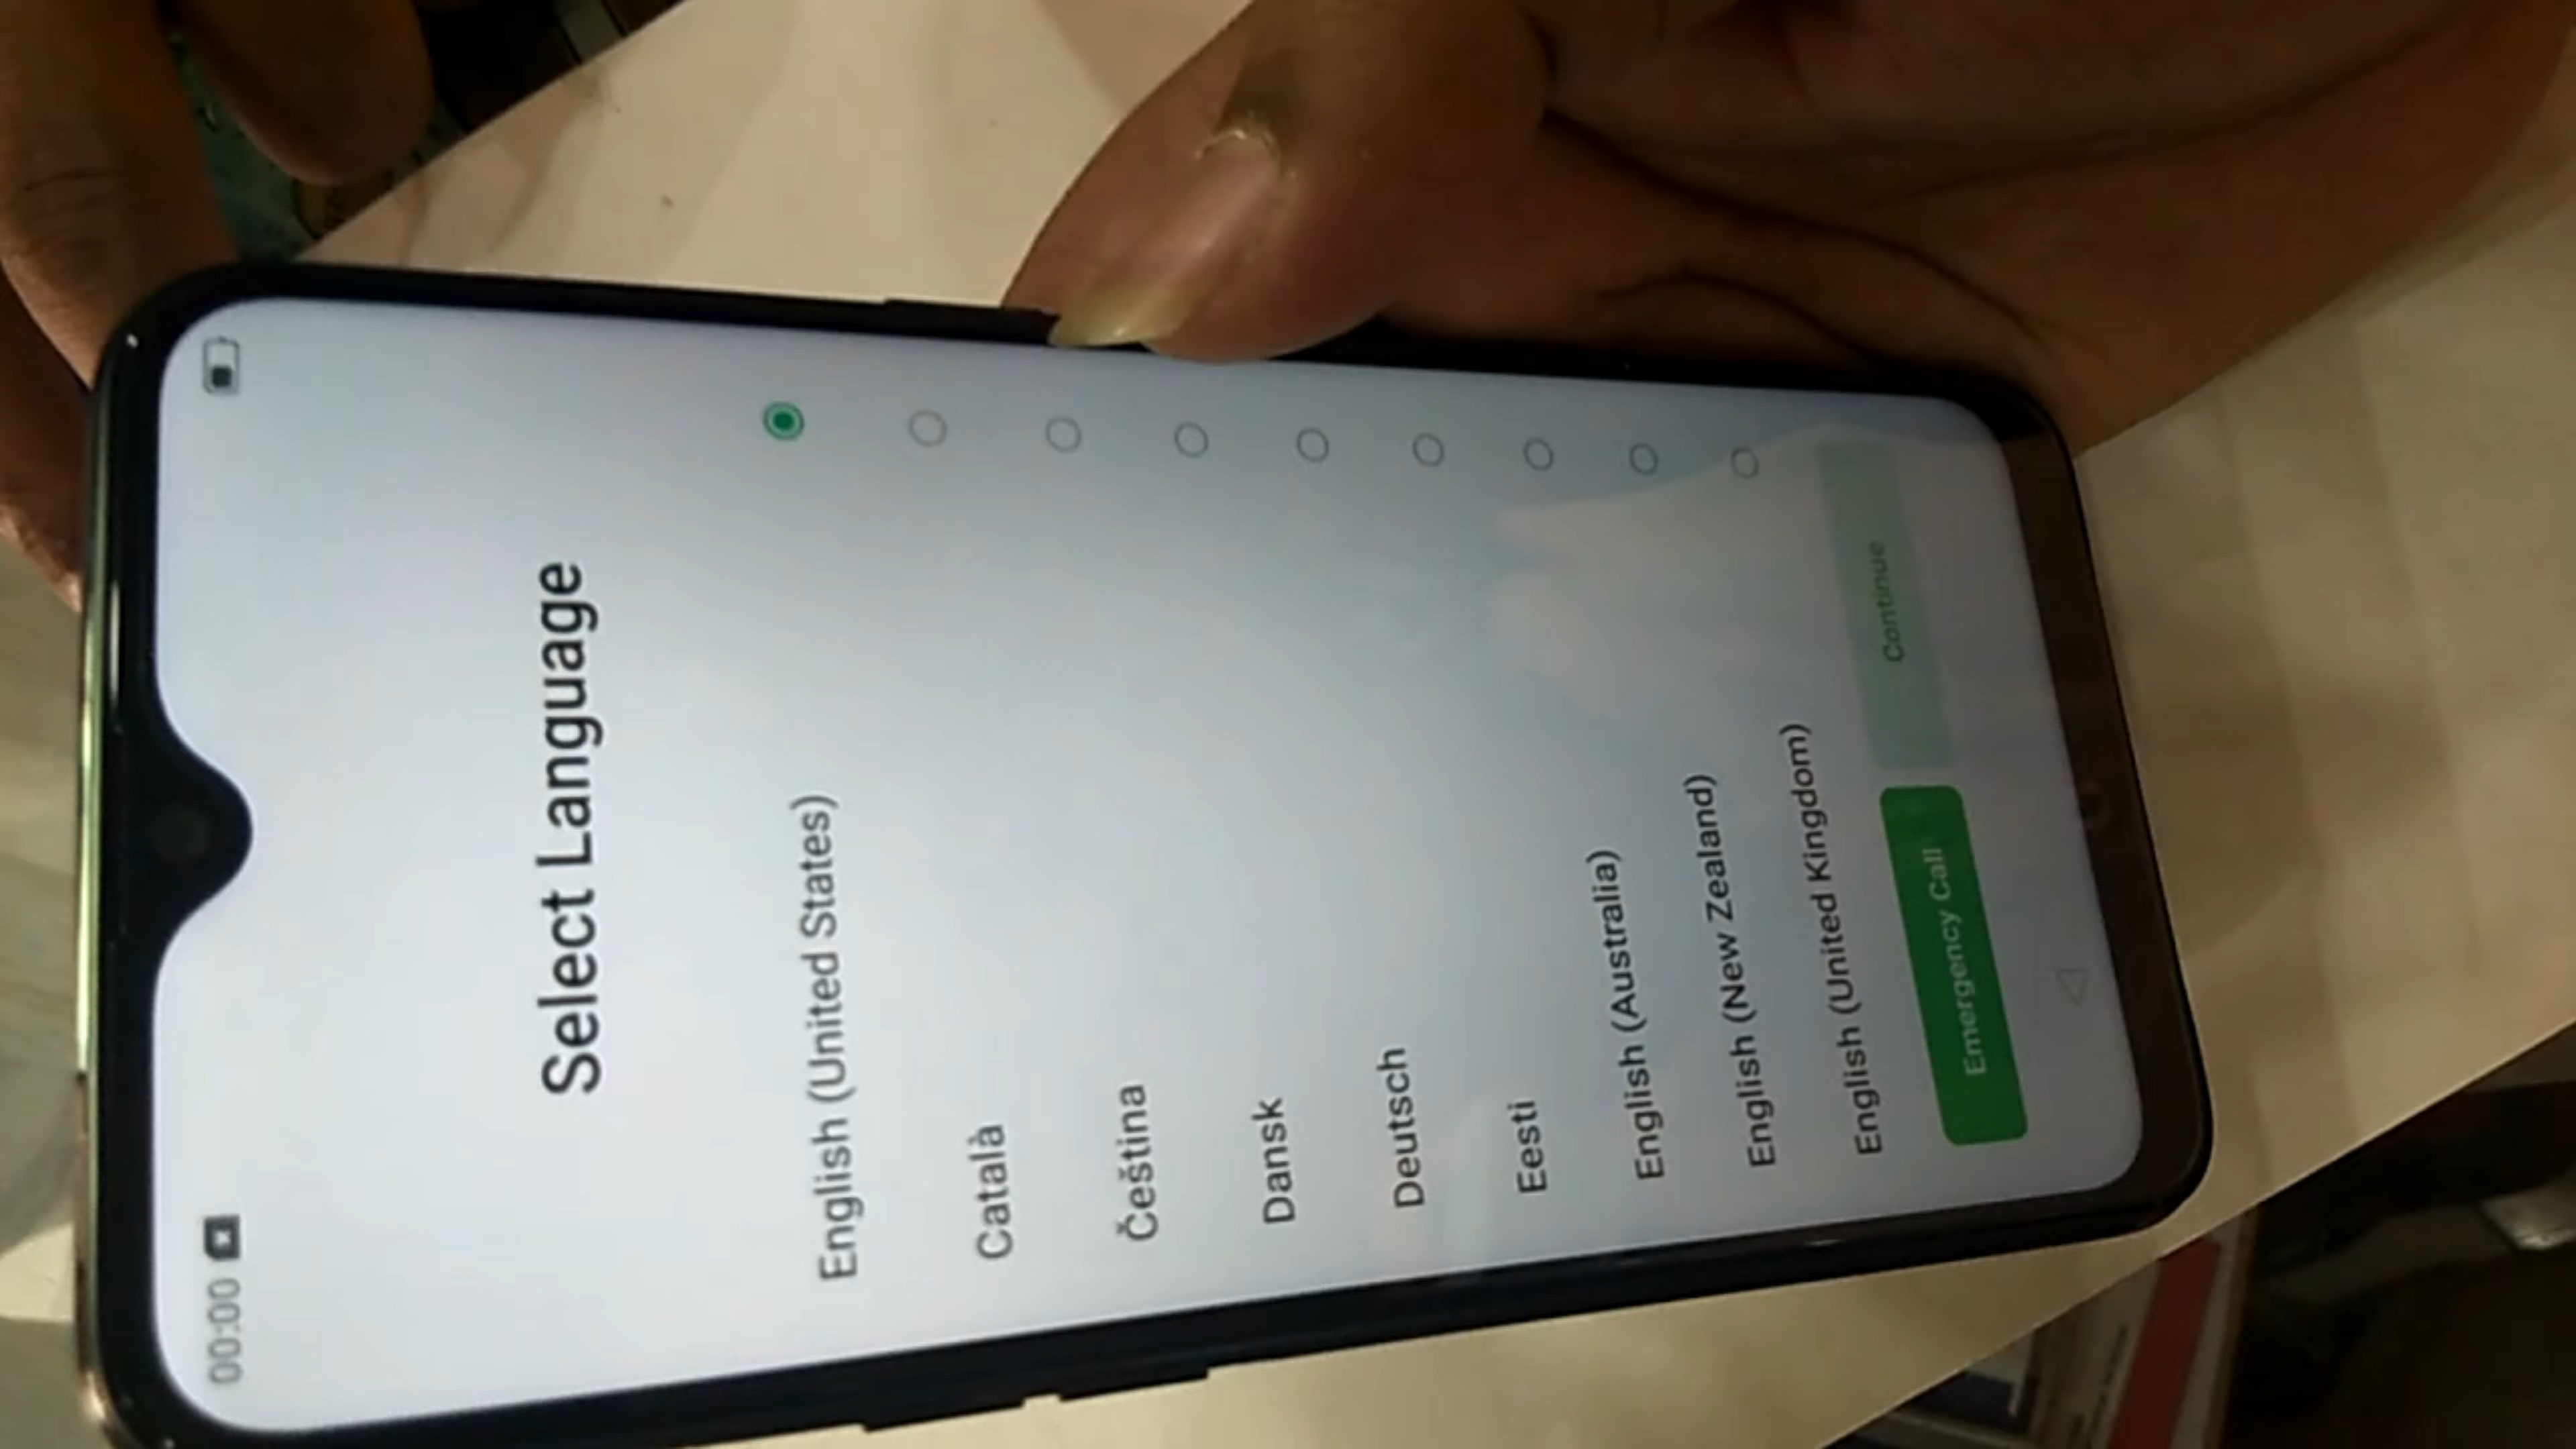 00:00
Select Language
English (United States)
Català
Čeština
Dansk
Deutsch
Eesti
English (Australia)
English (New Zealand)
English (United Kingdom)
Emergency Call
Continue